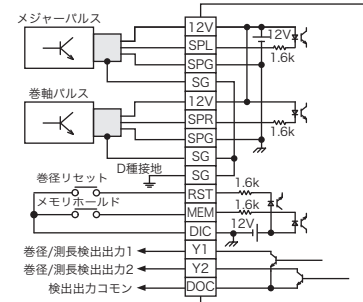 メジャーパルス
12V
12V
SPL
1.6k
SPG
SG
巻軸パルス
12V
SPR
1.6k
SPG
SG
D種接地
SG
巻径リセット
RST
1.6k
メモリホールド
MEM
1.6k
DIC
12V
巻径/測長検出出力1
Y1
巻径/測長検出出力2
Y2
検出出力コモン
DOC